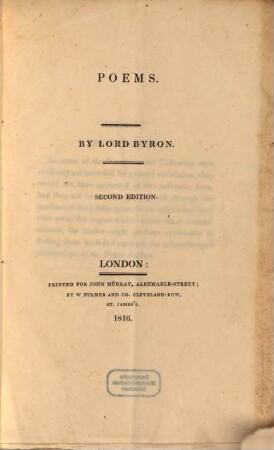 POEMS.
BY LORD BYRON.
SECOND EDITION.
LONDON:
PRINTED FOR JOHN MURRAY, ALBEMARLE-STREET;
BY W BULMER AND CO. CLEVELAND-ROW,
ST. JAMES'S.
1816.